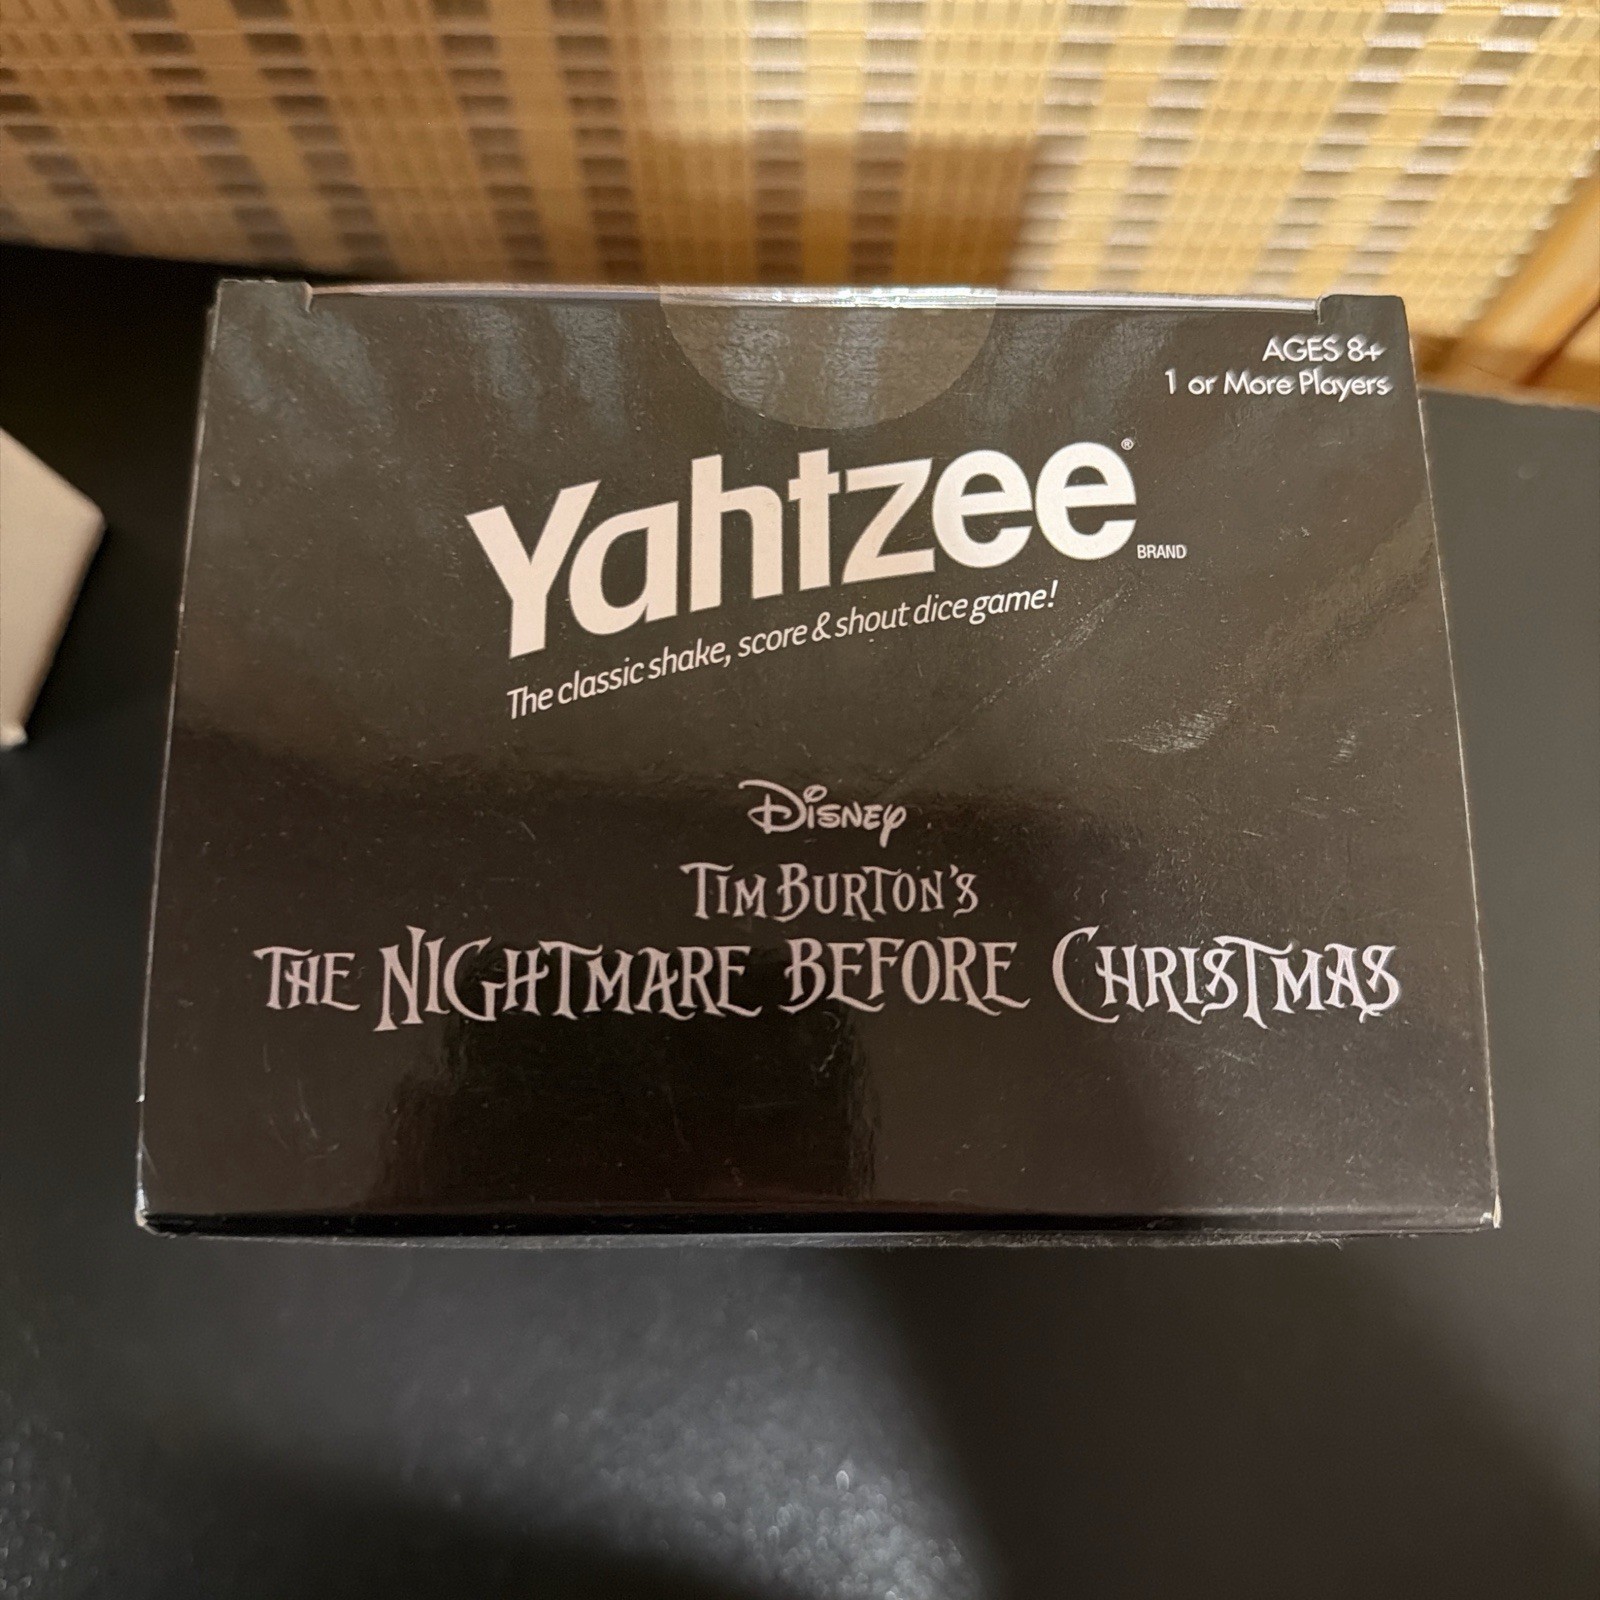 AGES 8+
1 or More Players
Yahtzee®
BRAND
The classic shake, score & shout dice game!
Disney
TIM BURTON'S
THE NIGHTMARE BEFORE CHRISTMAS